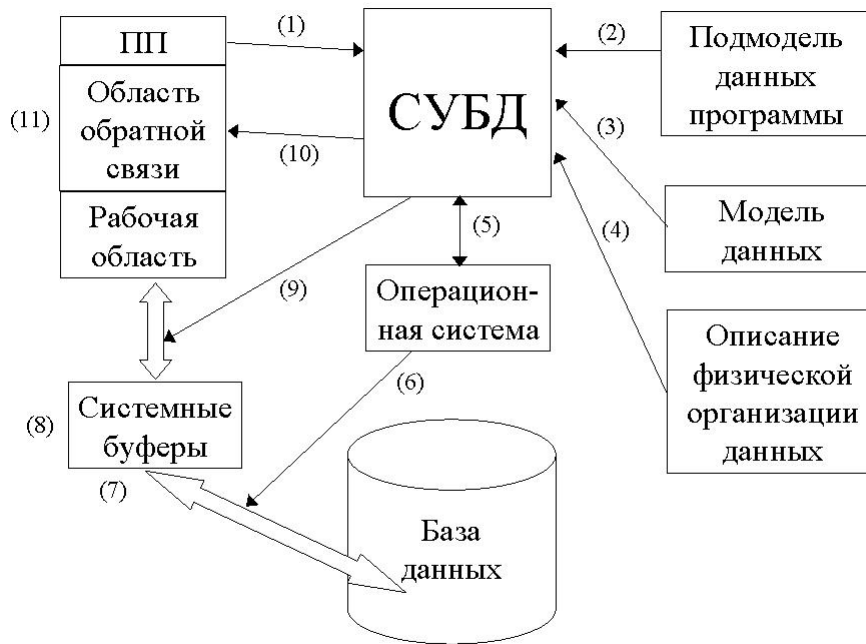 ПП
(1)
СУБД
(2)
Подмодель
данных
программы
(11)
Область
обратной
связи
(10)
(3)
Рабочая
область
(5)
(4)
Модель
данных
(9)
Операцион-
ная система
Описание
физической
организации
данных
(6)
(8)
Системные
буферы
(7)
База
данных